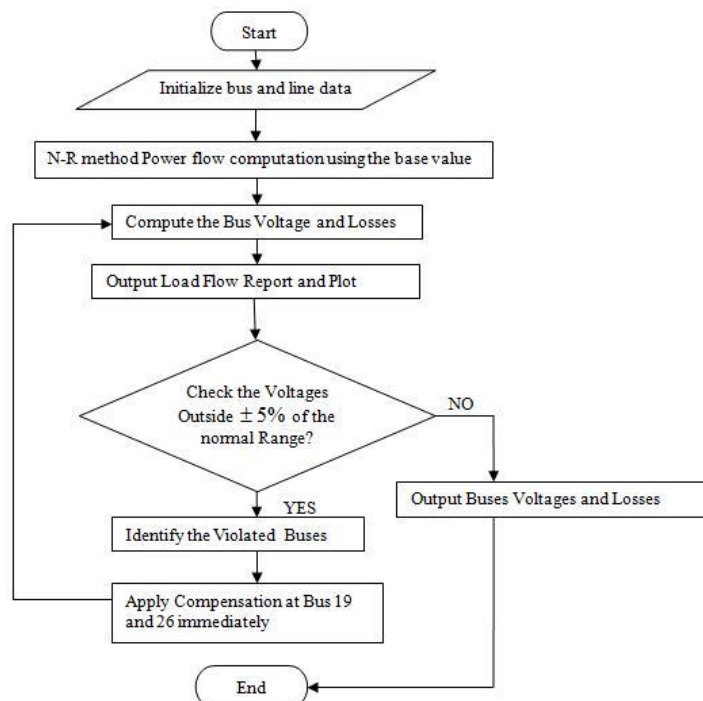 Start
Initialize bus and line data
N-R method Power flow computation using the base value
Compute the Bus Voltage and Losses
Output Load Flow Report and Plot
Check the Voltages
Outside ± 5% of the
normal Range?
NO
YES
Output Buses Voltages and Losses
Identify the Violated Buses
Apply Compensation at Bus 19
and 26 immediately
End